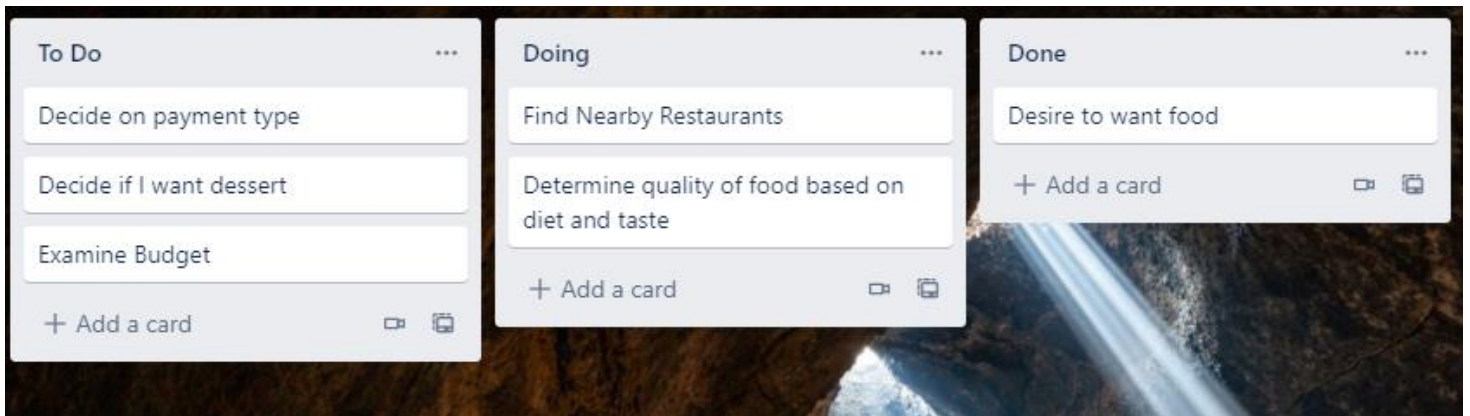 To Do
Decide on payment type
Decide if I want dessert
Examine Budget
+ Add a card
Doing
Find Nearby Restaurants
Determine quality of food based on
diet and taste
+ Add a card
Done
Desire to want food
+ Add a card